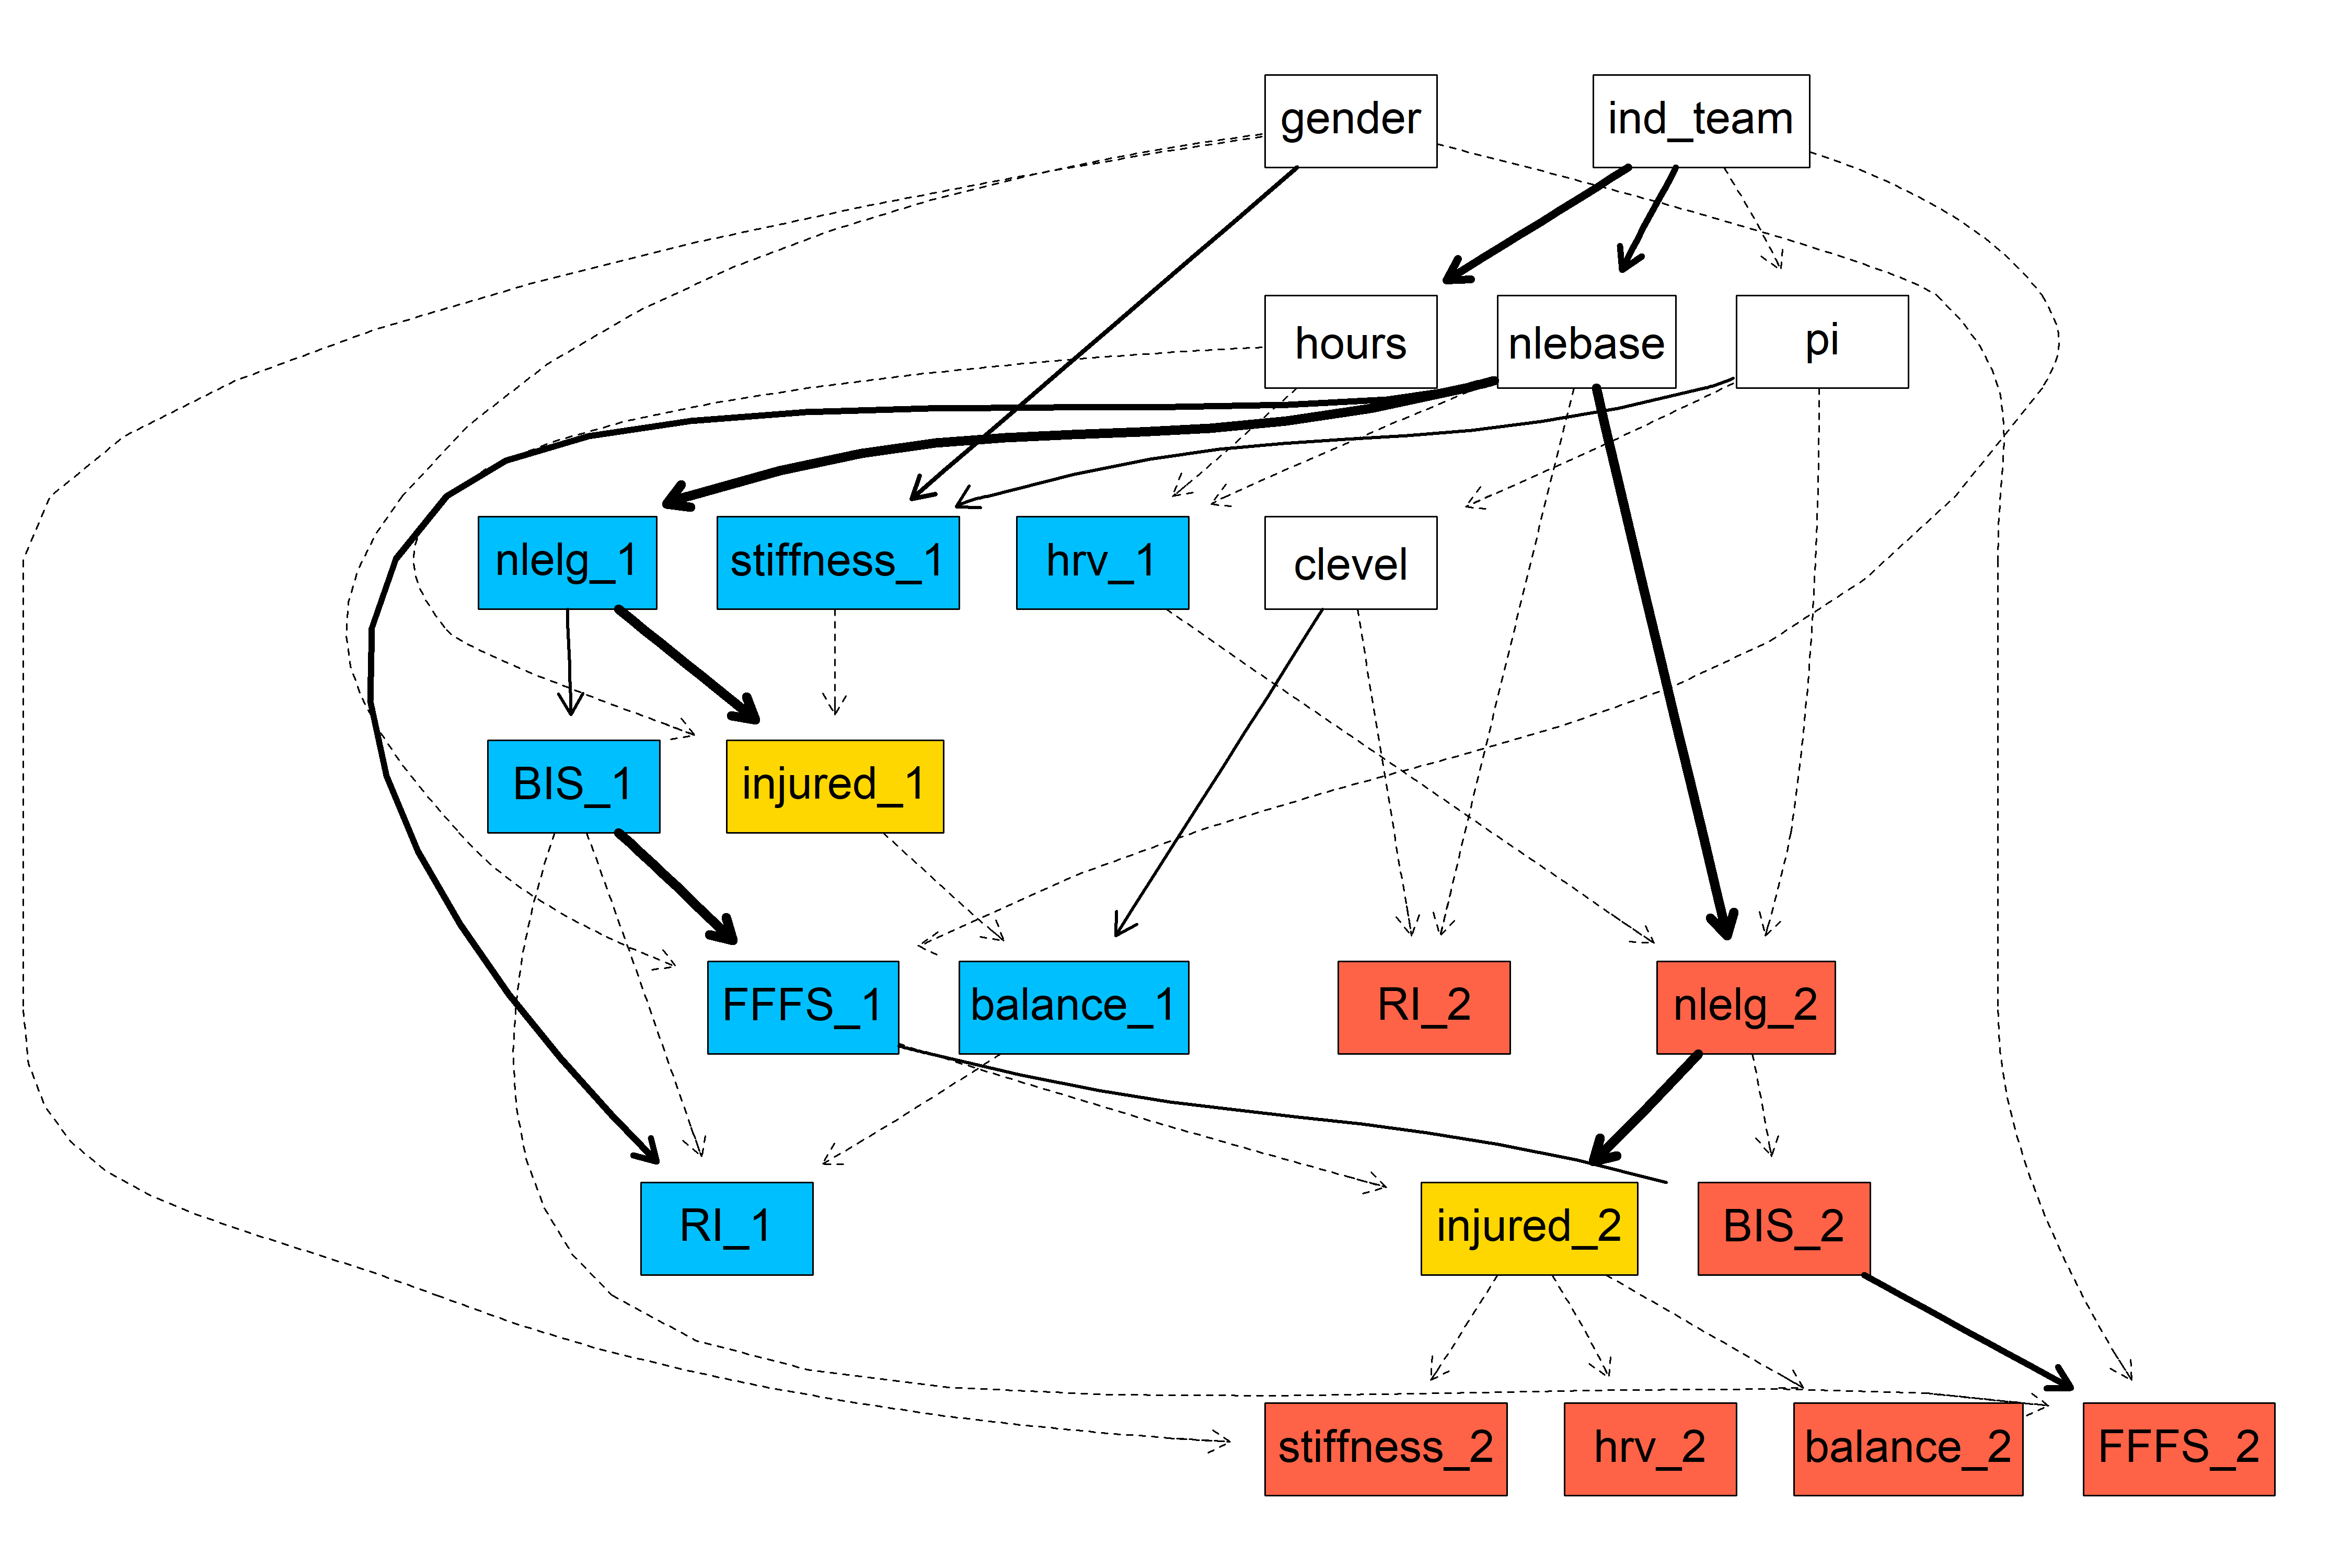 gender
ind_team
hours
nlebase
pi
nlelg_1
stiffness_1
hrv_1
clevel
BIS_1
injured_1
FFFS_1
balance_1
RI_2
nlelg_2
RI_1
injured_2
BIS_2
stiffness_2
hrv_2
balance_2
FFFS_2